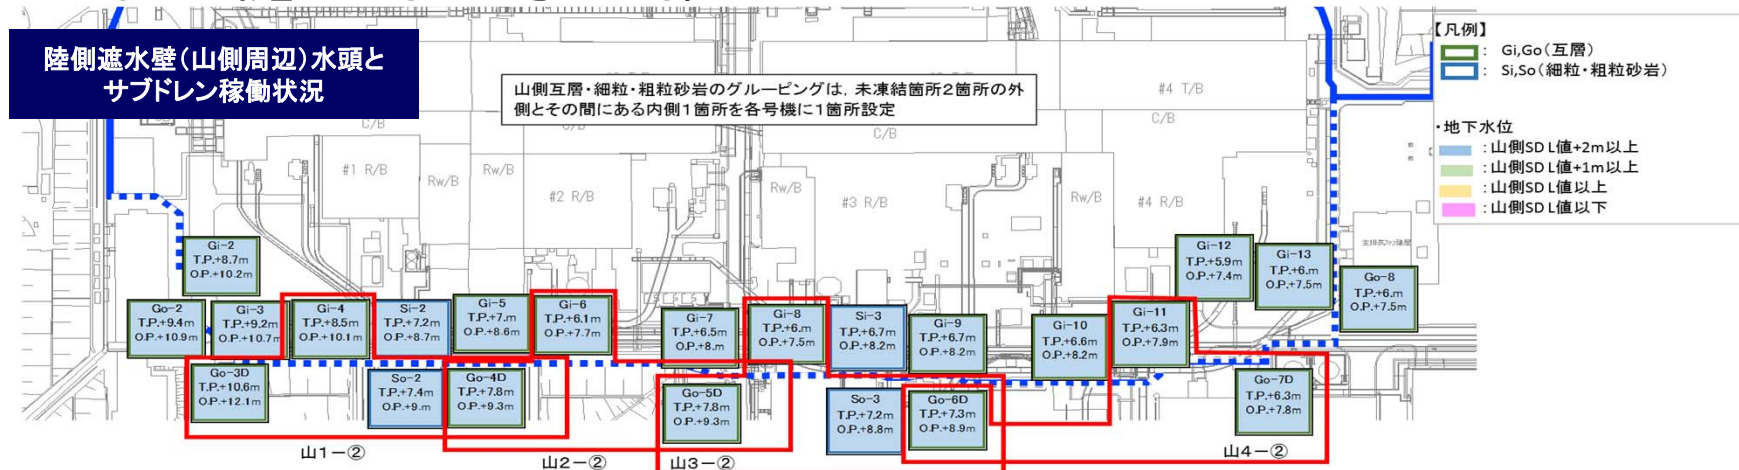 陸側遮水壁(山側周辺)水頭と
サブドレン稼働状況
山側互層・細粒・粗粒砂岩のグルーピングは，未凍結箇所2箇所の外
側とその間にある内側1箇所を各号機に1箇所設定
【凡例】
: Gi,Go(互層)
: Si,So(細粒・粗粒砂岩)
・地下水位
:山側SD L値+2m以上
:山側SD L値+1m以上
:山側SD L値以上
:山側SD L値以下
#4 T/B
C/B
C/B
C/B
C/B
#1 R/B
Rw/B
Rw/B
#2 R/B
Rw/B
#3 R/B
Rw/B
#4 R/B
Gi-2
T.P.+8.7m
O.P.+10.2m
Gi-12
T.P.+5.9m
O.P.+7.4m
Gi-13
T.P.+6.m
O.P.+7.5m
Go-8
T.P.+6.m
O.P.+7.5m
Go-2
T.P.+9.4m
O.P.+10.9m
Gi-3
T.P.+9.2m
O.P.+10.7m
Gi-4
T.P.+8.5m
O.P.+10.1m
Si-2
T.P.+7.2m
O.P.+8.7m
Gi-5
T.P.+7.m
O.P.+8.6m
Gi-6
T.P.+6.1m
O.P.+7.7m
Gi-7
T.P.+6.5m
O.P.+8.m
Gi-8
T.P.+6.m
O.P.+7.5m
Si-3
T.P.+6.7m
O.P.+8.2m
Gi-9
T.P.+6.7m
O.P.+8.2m
Gi-10
T.P.+6.6m
O.P.+8.2m
Gi-11
T.P.+6.3m
O.P.+7.9m
Go-3D
T.P.+10.6m
O.P.+12.1m
So-2
T.P.+7.4m
O.P.+9.m
Go-4D
T.P.+7.8m
O.P.+9.3m
Go-5D
T.P.+7.8m
O.P.+9.3m
So-3
T.P.+7.2m
O.P.+8.8m
Go-6D
T.P.+7.3m
O.P.+8.9m
Go-7D
T.P.+6.3m
O.P.+7.8m
山1-②
山2-②
山3-②
山4-②